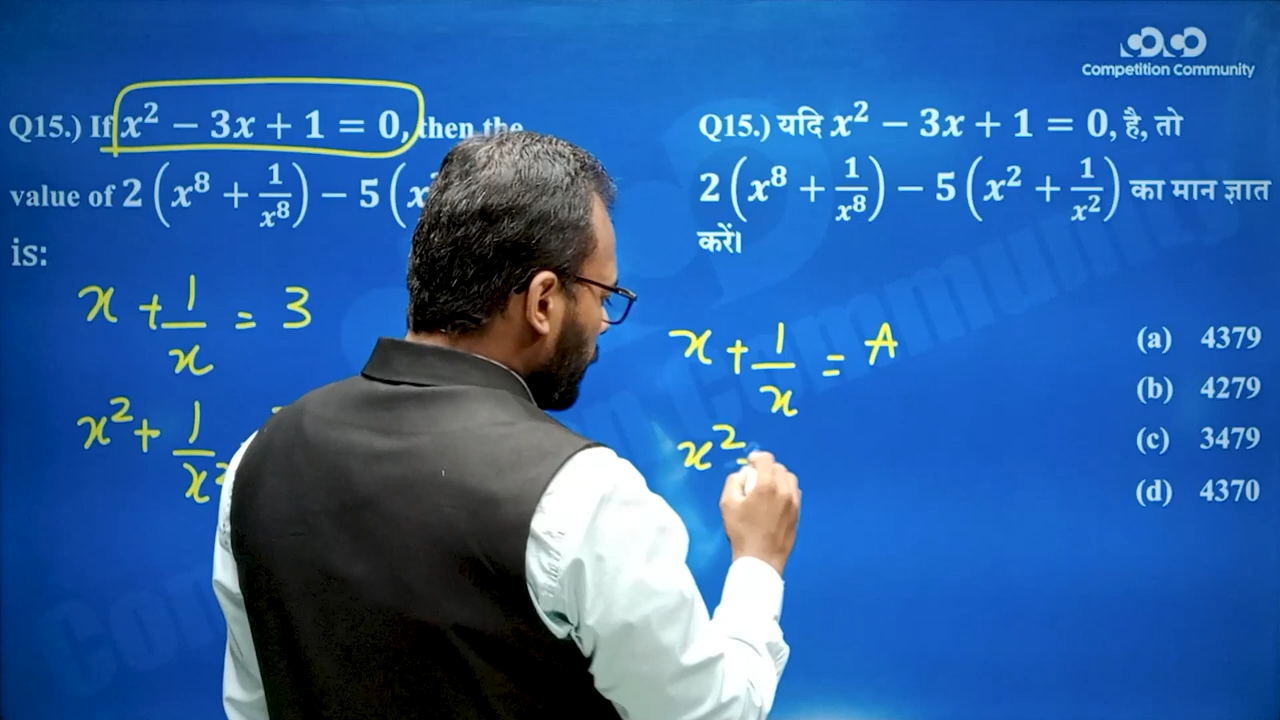 Competition Community
Q15.) If x² − 3x + 1 = 0, then the
value of 2 (x⁸ + 1/x⁸) − 5 (x
is:
x + 1/x = 3
x² + 1/x²
Q15.) यदि x² − 3x + 1 = 0, है, तो
2 (x⁸ + 1/x⁸) − 5 (x² + 1/x²) का मान ज्ञात
करें।
x + 1/x = A
x²
(a) 4379
(b) 4279
(c) 3479
(d) 4370